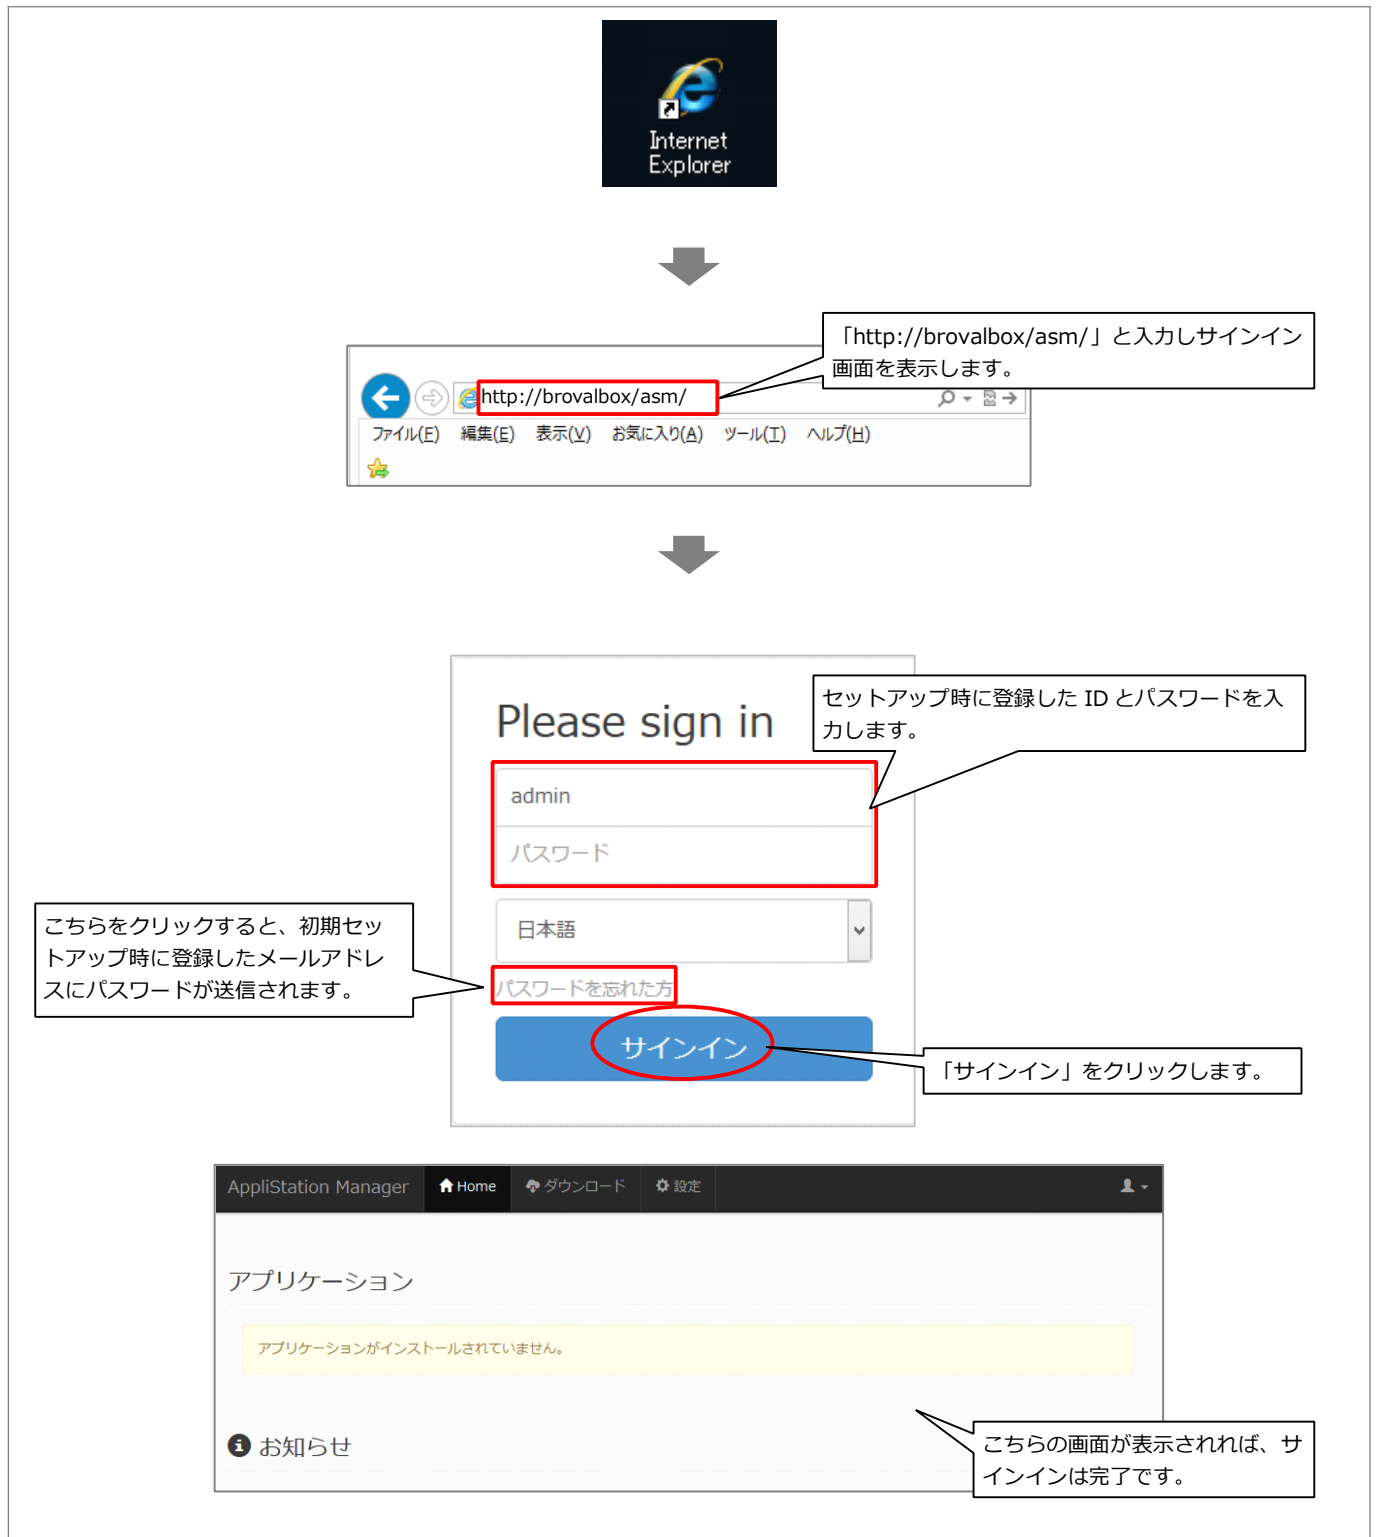 Internet
Explorer
「http://brovalbox/asm/」と入力しサインイン
画面を表示します。
http://brovalbox/asm/
ファイル(F) 編集(E) 表示(V) お気に入り(A) ツール(T) ヘルプ(H)
Please sign in
セットアップ時に登録した ID とパスワードを入
力します。
admin
パスワード
日本語
こちらをクリックすると、初期セッ
トアップ時に登録したメールアドレ
スにパスワードが送信されます。
パスワードを忘れた方
サインイン
「サインイン」をクリックします。
AppliStation Manager Home ダウンロード 設定
アプリケーション
アプリケーションがインストールされていません。
お知らせ
こちらの画面が表示されれば、サ
インインは完了です。